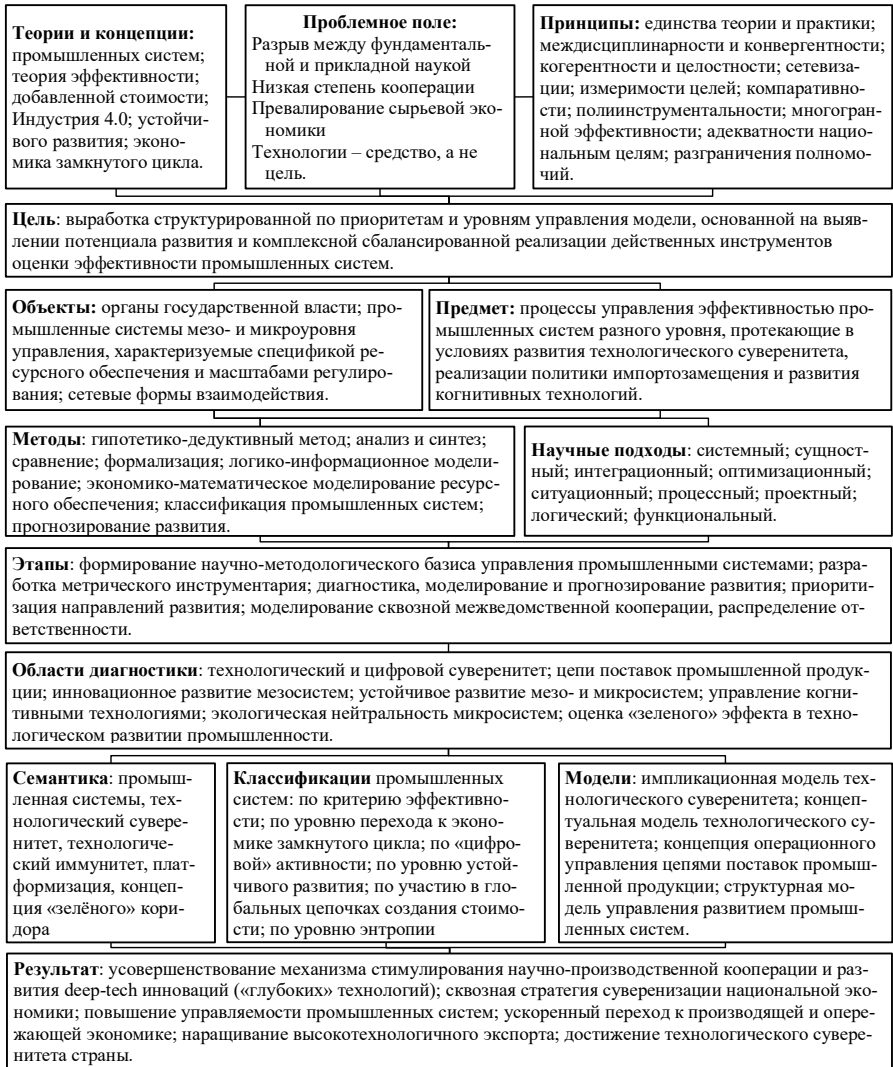 Теории и концепции:
промышленных систем;
теория эффективности;
добавленной стоимости;
Индустрия 4.0; устойчи-
вого развития; эконо-
мика замкнутого цикла.
Проблемное поле:
Разрыв между фундаменталь-
ной и прикладной наукой
Низкая степень кооперации
Превалирование сырьевой эко-
номики
Технологии – средство, а не
цель.
Принципы: единства теории и практики;
междисциплинарности и конвергентности;
когерентности и целостности; сетевиза-
ции; измеримости целей; компаративно-
сти; полиинструментальности; многогран-
ной эффективности; адекватности нацио-
нальным целям; разграничения полномо-
чий.
Цель: выработка структурированной по приоритетам и уровням управления модели, основанной на выяв-
лении потенциала развития и комплексной сбалансированной реализации действенных инструментов
оценки эффективности промышленных систем.
Объекты: органы государственной власти; про-
мышленные системы мезо- и микроуровня
управления, характеризуемые спецификой ре-
сурсного обеспечения и масштабами регулиро-
вания; сетевые формы взаимодействия.
Предмет: процессы управления эффективностью про-
мышленных систем разного уровня, протекающие в
условиях развития технологического суверенитета,
реализации политики импортозамещения и развития
когнитивных технологий.
Методы: гипотетико-дедуктивный метод; анализ и синтез;
сравнение; формализация; логико-информационное модели-
рование; экономико-математическое моделирование ресурс-
ного обеспечения; классификация промышленных систем;
прогнозирование развития.
Научные подходы: системный; сущност-
ный; интеграционный; оптимизационный;
ситуационный; процессный; проектный;
логический; функциональный.
Этапы: формирование научно-методологического базиса управления промышленными системами; разра-
ботка метрического инструментария; диагностика, моделирование и прогнозирование развития; приорити-
зация направлений развития; моделирование сквозной межведомственной кооперации, распределение от-
ветственности.
Области диагностики: технологический и цифровой суверенитет; цепи поставок промышленной продук-
ции; инновационное развитие мезосистем; устойчивое развитие мезо- и микросистем; управление когни-
тивными технологиями; экологическая нейтральность микросистем; оценка «зеленого» эффекта в техно-
логическом развитии промышленности.
Семантика: промыш-
ленная системы, тех-
нологический сувере-
нитет, технологиче-
ский иммунитет, плат-
формизация, концеп-
ция «зелёного» кори-
дора
Классификации промышленных
систем: по критерию эффективно-
сти; по уровню перехода к эконо-
мике замкнутого цикла; по «цифро-
вой» активности; по уровню устой-
чивого развития; по участию в гло-
бальных цепочках создания стоимо-
сти; по уровню энтропии
Модели: импликационная модель тех-
нологического суверенитета; концеп-
туальная модель технологического су-
веренитета; концепция операционного
управления цепями поставок промыш-
ленной продукции; структурная мо-
дель управления развитием промыш-
ленных систем.
Результат: усовершенствование механизма стимулирования научно-производственной кооперации и раз-
вития deep-tech инноваций («глубоких» технологий); сквозная стратегия суверенизации национальной эко-
номики; повышение управляемости промышленных систем; ускоренный переход к производящей и опере-
жающей экономике; наращивание высокотехнологичного экспорта; достижение технологического сувере-
нитета страны.